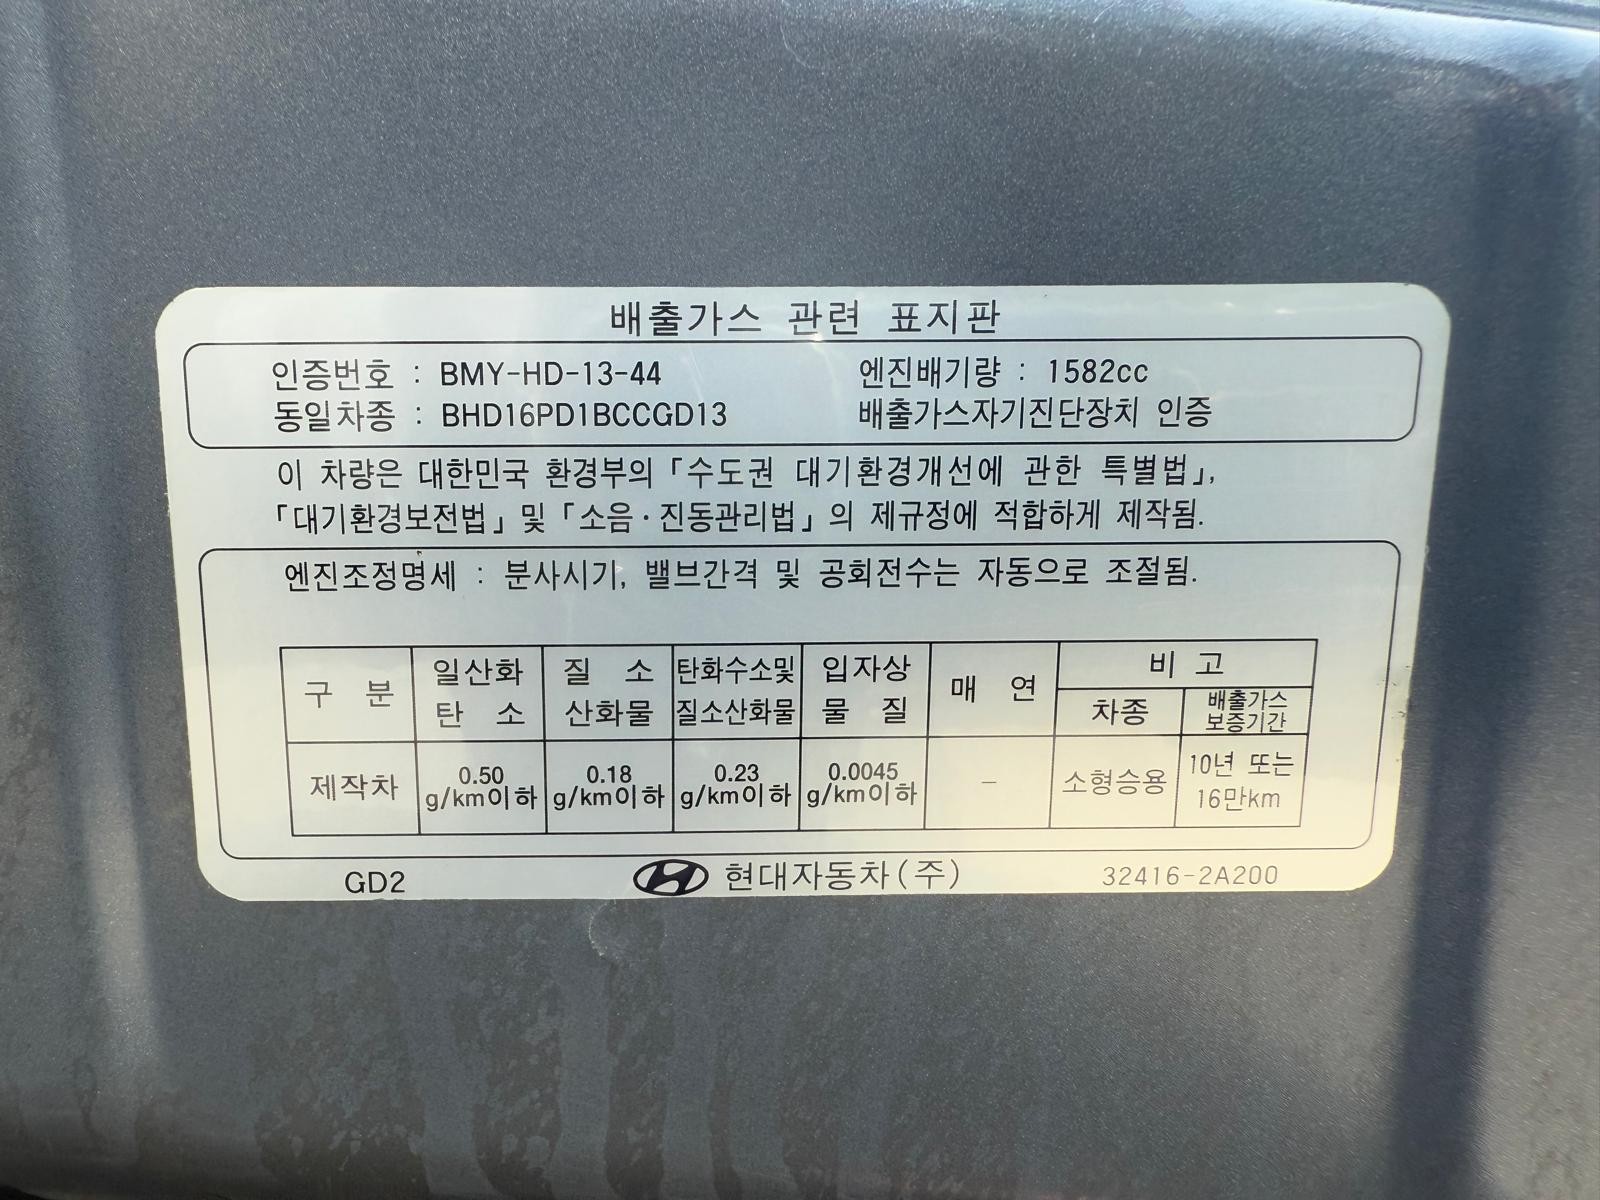 배출가스 관련 표지판
인증번호 : BMY-HD-13-44 엔진배기량 : 1582cc
동일차종 : BHD16PD1BCCGD13 배출가스자기진단장치 인증
이 차량은 대한민국 환경부의 「수도권 대기환경개선에 관한 특별법」,
「대기환경보전법」 및 「소음·진동관리법」의 제규정에 적합하게 제작됨.
엔진조정명세 : 분사시기, 밸브간격 및 공회전수는 자동으로 조절됨.
구 분 일산화 탄 소 질 소 산화물 탄화수소및 질소산화물 입자상 물 질 매 연 비 고
차종 배출가스 보증기간
제작차 0.50 g/km이하 0.18 g/km이하 0.23 g/km이하 0.0045 g/km이하 - 소형승용 10년 또는 16만km
GD2 현대자동차(주) 32416-2A200